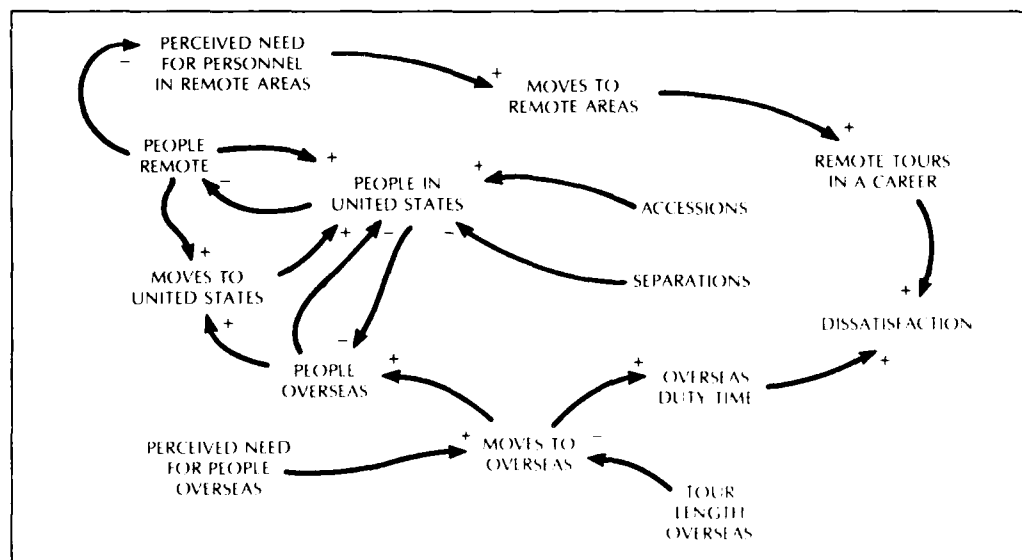 PERCEIVED NEED
FOR PERSONNEL
IN REMOTE AREAS
–
+
MOVES TO
REMOTE AREAS
+
REMOTE TOURS
IN A CAREER
PEOPLE
REMOTE
+
–
PEOPLE IN
UNITED STATES
+
ACCESSIONS
+
–
–
SEPARATIONS
+
MOVES TO
UNITED STATES
+
+
DISSATISFACTION
+
–
PEOPLE
OVERSEAS
+
+
OVERSEAS
DUTY TIME
PERCEIVED NEED
FOR PEOPLE
OVERSEAS
+
MOVES TO
OVERSEAS
–
TOUR
LENGTH
OVERSEAS